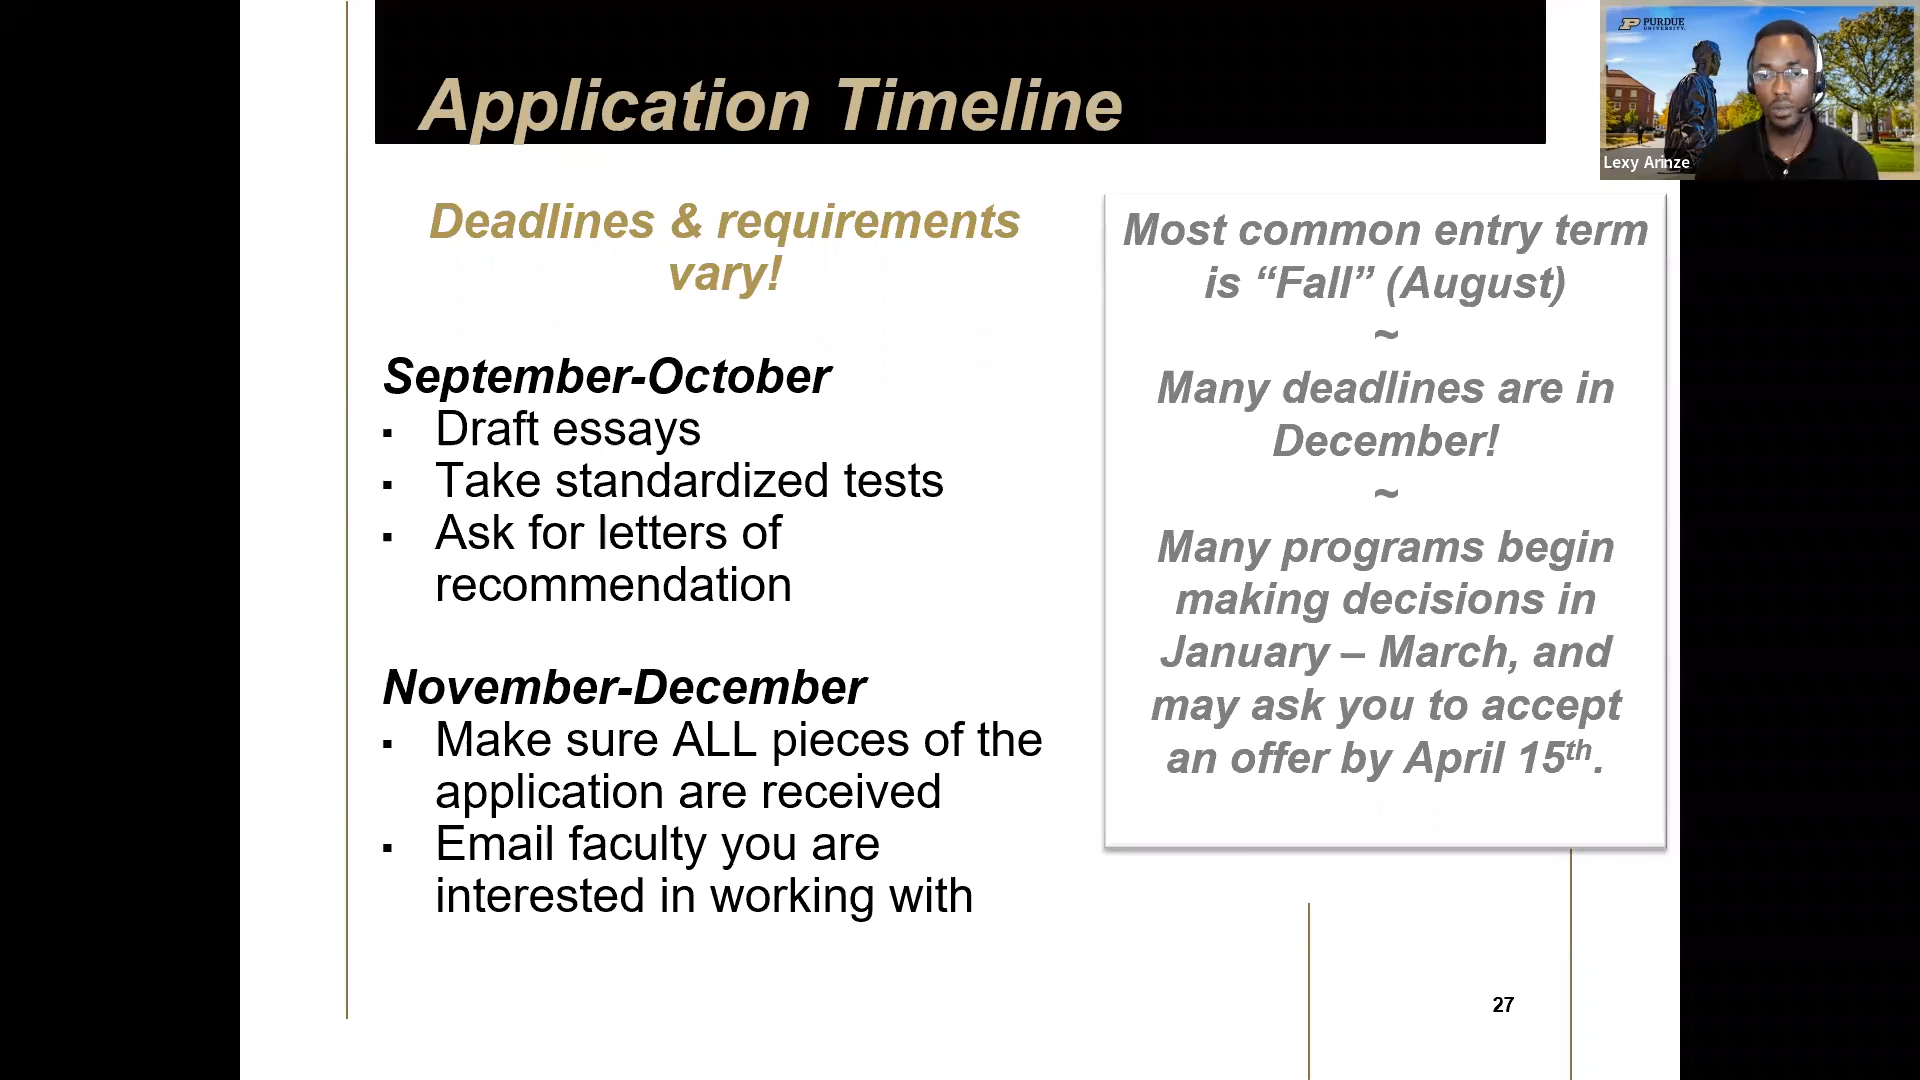 Application Timeline
PURDUE
UNIVERSITY
Lexy Arinze
Deadlines & requirements
vary!
September-October
▪ Draft essays
▪ Take standardized tests
▪ Ask for letters of
recommendation
November-December
▪ Make sure ALL pieces of the
application are received
▪ Email faculty you are
interested in working with
Most common entry term
is “Fall” (August)
~
Many deadlines are in
December!
~
Many programs begin
making decisions in
January – March, and
may ask you to accept
an offer by April 15th.
27